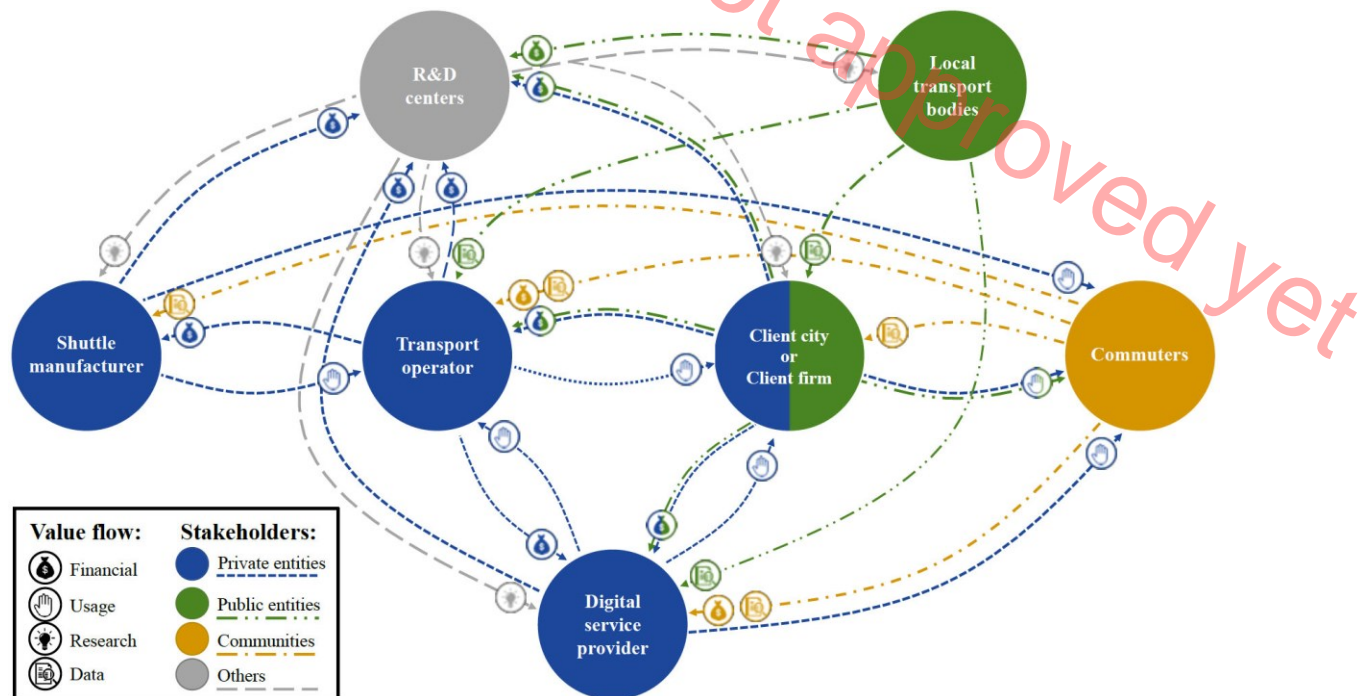 R&D
centers
Local
transport
bodies
Shuttle
manufacturer
Transport
operator
Client city
or
Client firm
Commuters
Digital
service
provider
Value flow:
Financial
Usage
Research
Data
Stakeholders:
Private entities
Public entities
Communities
Others
approved yet